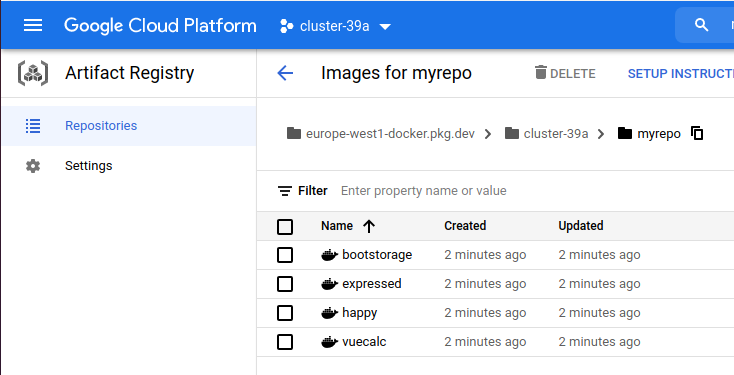 Google Cloud Platform cluster-39a
Artifact Registry
Images for myrepo
DELETE
SETUP INSTRUCT
Repositories
Settings
europe-west1-docker.pkg.dev
cluster-39a
myrepo
Filter Enter property name or value
Name Created Updated
bootstorage 2 minutes ago 2 minutes ago
expressed 2 minutes ago 2 minutes ago
happy 2 minutes ago 2 minutes ago
vuecalc 2 minutes ago 2 minutes ago